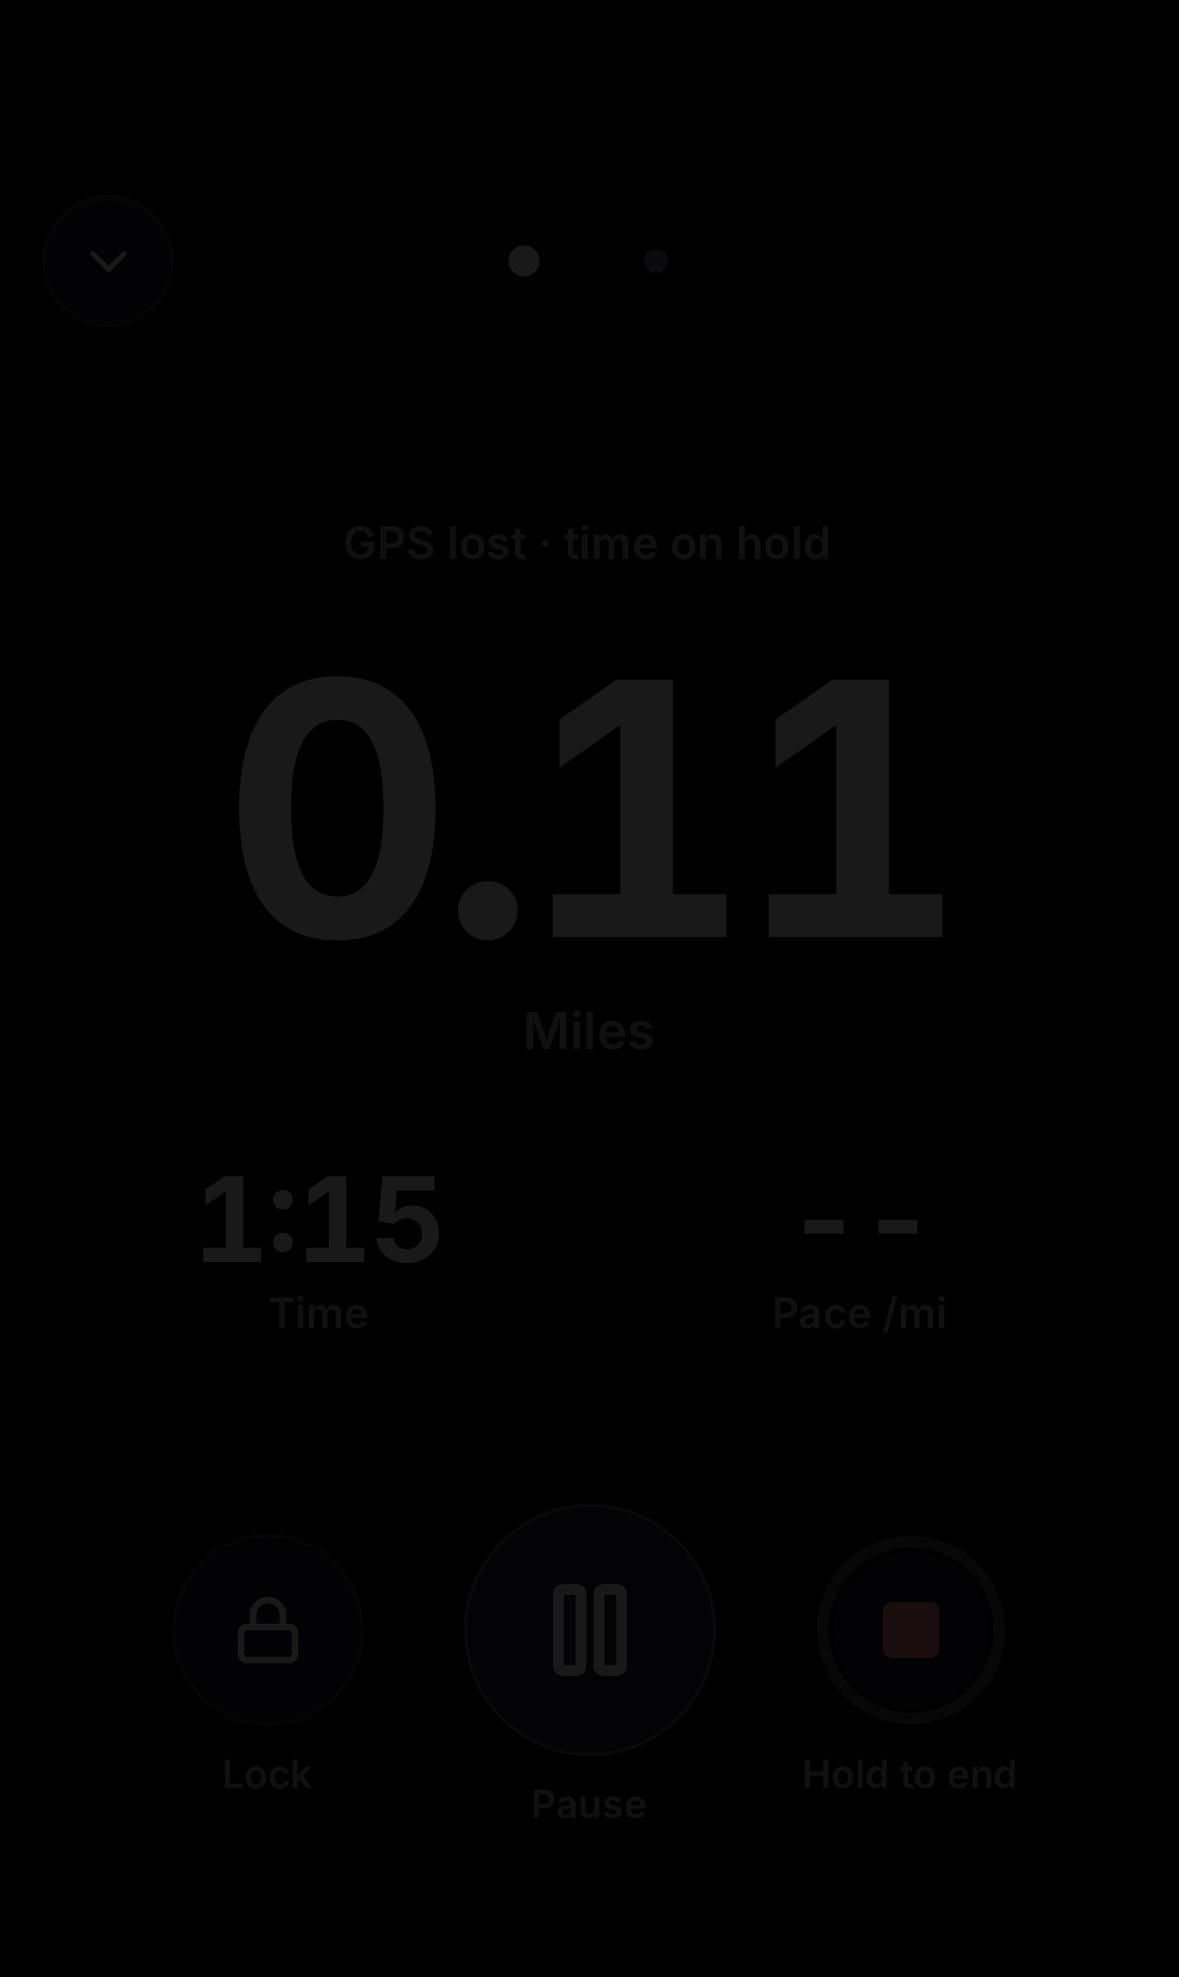 GPS lost · time on hold
0.11
Miles
1:15
--
Time
Pace /mi
Lock
Pause
Hold to end